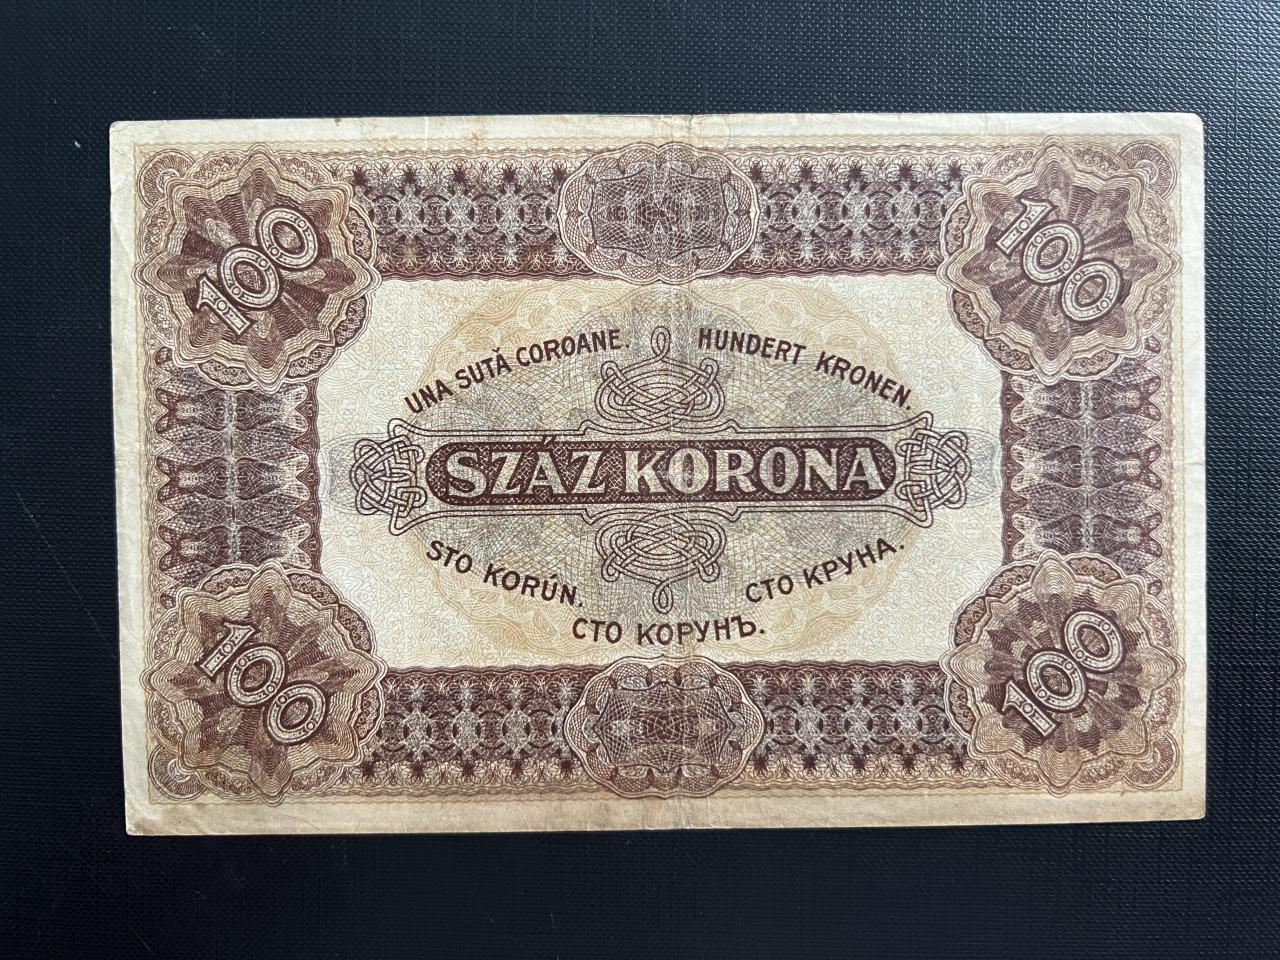 100
100
UNA SUTĂ COROANE.
HUNDERT KRONEN.
SZÁZ KORONA
STO KORÚN.
СТО КРУНА.
СТО КОРУНЪ.
100
100